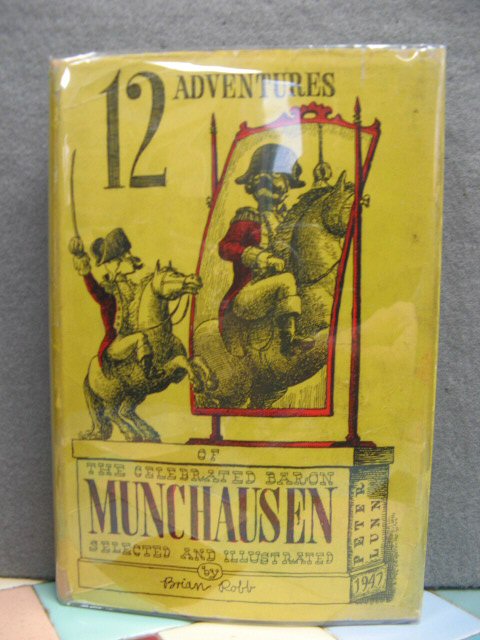 12 ADVENTURES
OF
THE CELEBRATED BARON
MUNCHAUSEN
SELECTED AND ILLUSTRATED
by
Brian Robb
PETER
LUNN
1947